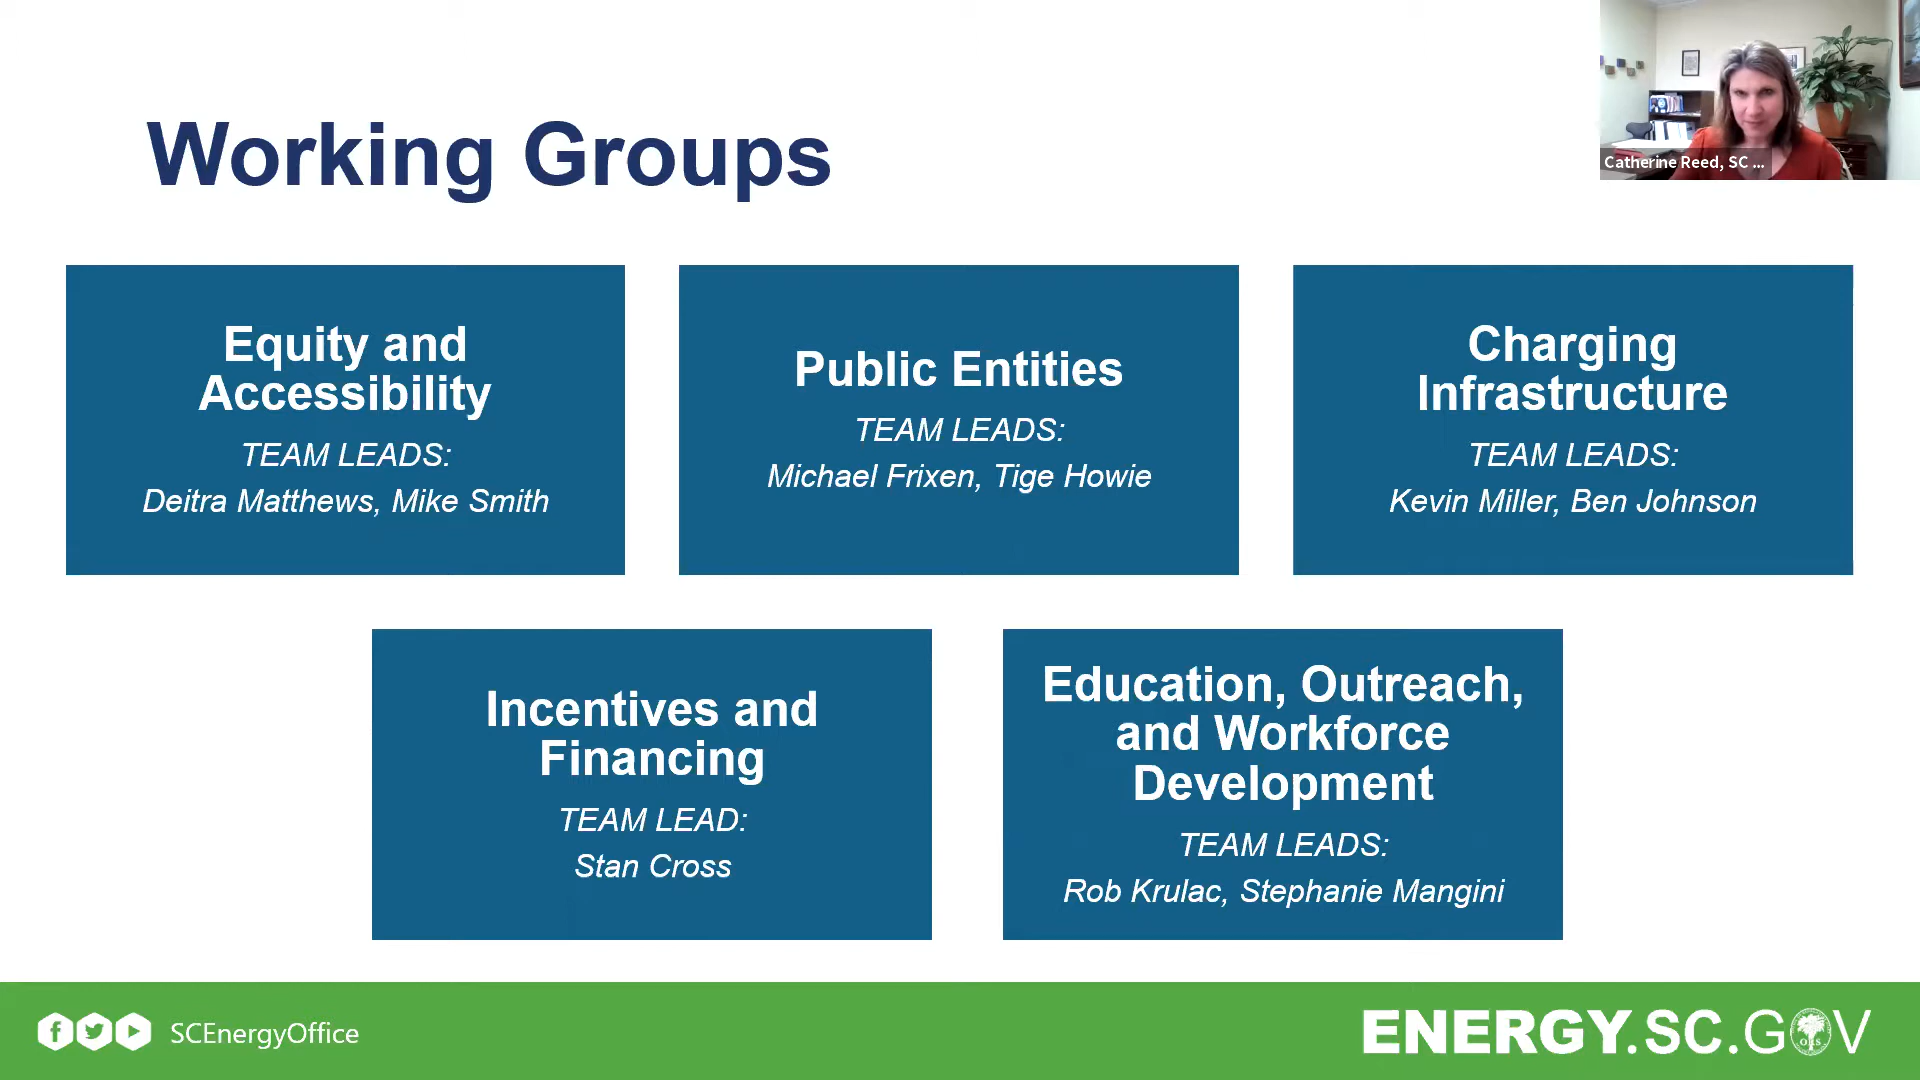 Working Groups
Catherine Reed, SC ...
Equity and
Accessibility
TEAM LEADS:
Deitra Matthews, Mike Smith
Public Entities
TEAM LEADS:
Michael Frixen, Tige Howie
Charging
Infrastructure
TEAM LEADS:
Kevin Miller, Ben Johnson
Incentives and
Financing
TEAM LEAD:
Stan Cross
Education, Outreach,
and Workforce
Development
TEAM LEADS:
Rob Krulac, Stephanie Mangini
SCEnergyOffice
ENERGY.SC.GOV
ORS